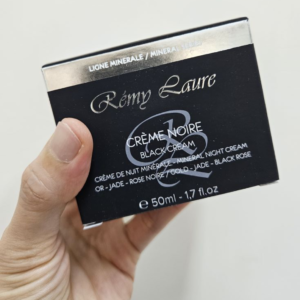 LIGNE MINERALE / MINERAL
Rémy Laure
CRÈME NOIRE
BLACK CREAM
CRÈME DE NUIT MINÉRALE - MINERAL NIGHT CREAM
OR - JADE - ROSE NOIRE / GOLD - JADE - BLACK ROSE
e 50ml - 1,7 fl.oz